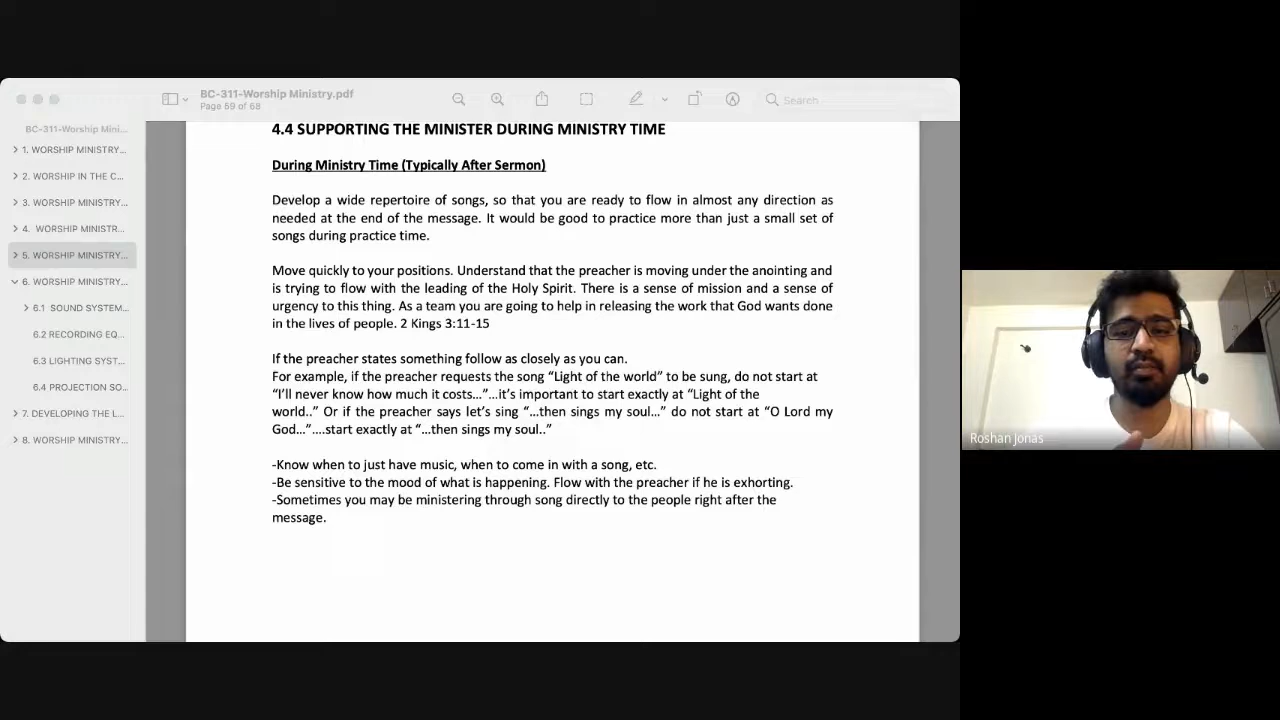 BC-311-Worship Ministry.pdf
Page 59 of 68
Search
BC-311-Worship Mini...
1. WORSHIP MINISTRY...
2. WORSHIP IN THE C...
3. WORSHIP MINISTRY...
4. WORSHIP MINISTR...
5. WORSHIP MINISTRY...
6. WORSHIP MINISTRY...
6.1 SOUND SYSTEM...
6.2 RECORDING EQ...
6.3 LIGHTING SYST...
6.4 PROJECTION SO...
7. DEVELOPING THE L...
8. WORSHIP MINISTRY...
4.4 SUPPORTING THE MINISTER DURING MINISTRY TIME
During Ministry Time (Typically After Sermon)
Develop a wide repertoire of songs, so that you are ready to flow in almost any direction as
needed at the end of the message. It would be good to practice more than just a small set of
songs during practice time.
Move quickly to your positions. Understand that the preacher is moving under the anointing and
is trying to flow with the leading of the Holy Spirit. There is a sense of mission and a sense of
urgency to this thing. As a team you are going to help in releasing the work that God wants done
in the lives of people. 2 Kings 3:11-15
If the preacher states something follow as closely as you can.
For example, if the preacher requests the song “Light of the world” to be sung, do not start at
“I’ll never know how much it costs...”...it’s important to start exactly at “Light of the
world..” Or if the preacher says let’s sing “...then sings my soul...” do not start at “O Lord my
God...”....start exactly at “...then sings my soul..”
-Know when to just have music, when to come in with a song, etc.
-Be sensitive to the mood of what is happening. Flow with the preacher if he is exhorting.
-Sometimes you may be ministering through song directly to the people right after the
message.
Roshan Jonas